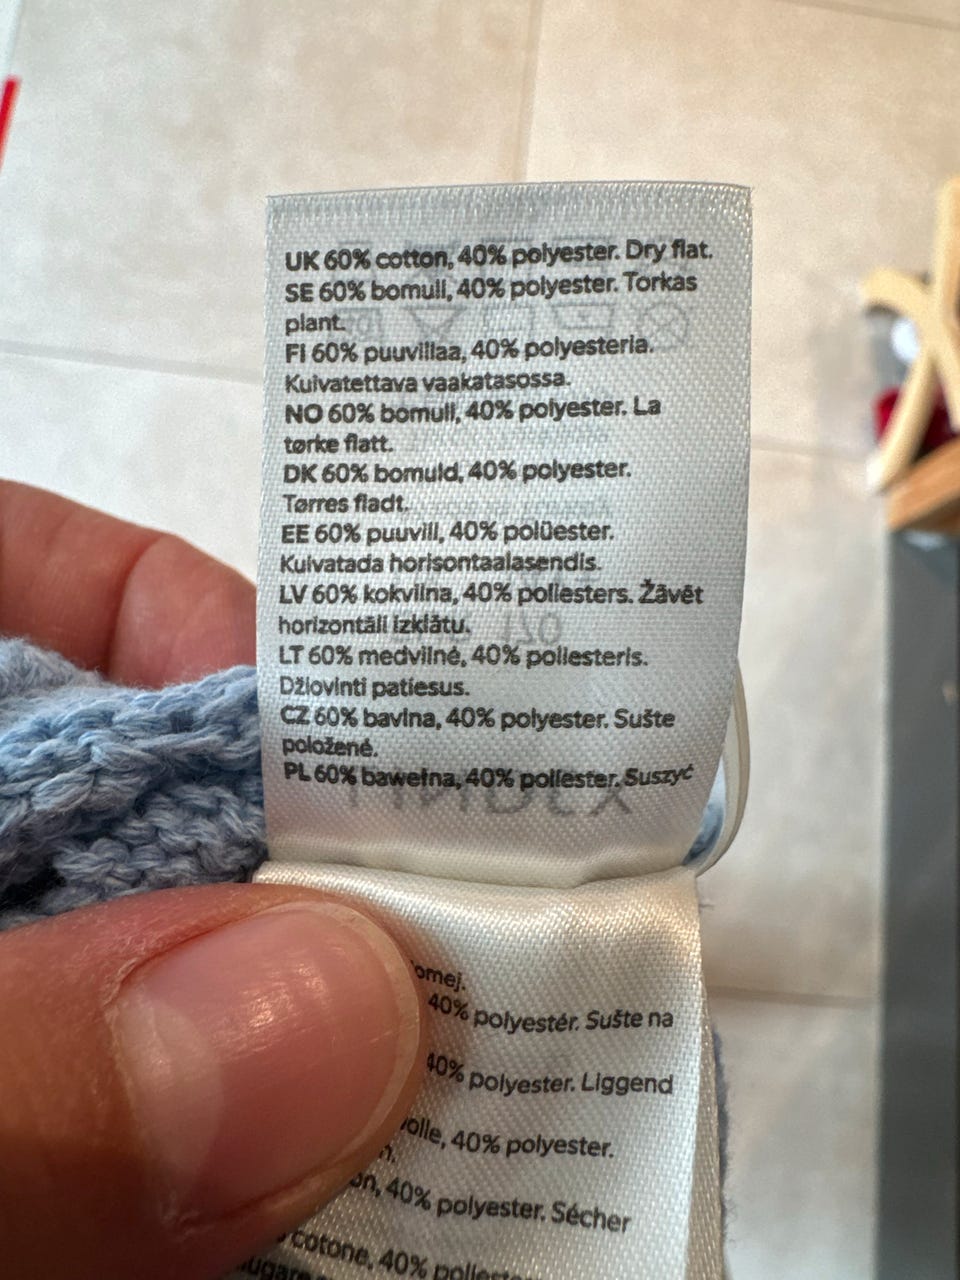 UK 60% cotton, 40% polyester. Dry flat.
SE 60% bomull, 40% polyester. Torkas
plant.
FI 60% puuvillaa, 40% polyesteria.
Kuivatettava vaakatasossa.
NO 60% bomull, 40% polyester. La
tørke flatt.
DK 60% bomuld, 40% polyester.
Tørres fladt.
EE 60% puuvill, 40% polüester.
Kuivatada horisontaalasendis.
LV 60% kokvilna, 40% poliesters. Žāvēt
horizontāli izklātu.
LT 60% medvilnė, 40% poliesteris.
Džiovinti patiesus.
CZ 60% bavlna, 40% polyester. Sušte
položené.
PL 60% bawełna, 40% poliester. Suszyć
omej.
40% polyestér. Sušte na
40% polyester. Liggend
olle, 40% polyester.
n.
on, 40% polyester. Sécher
cotone, 40%